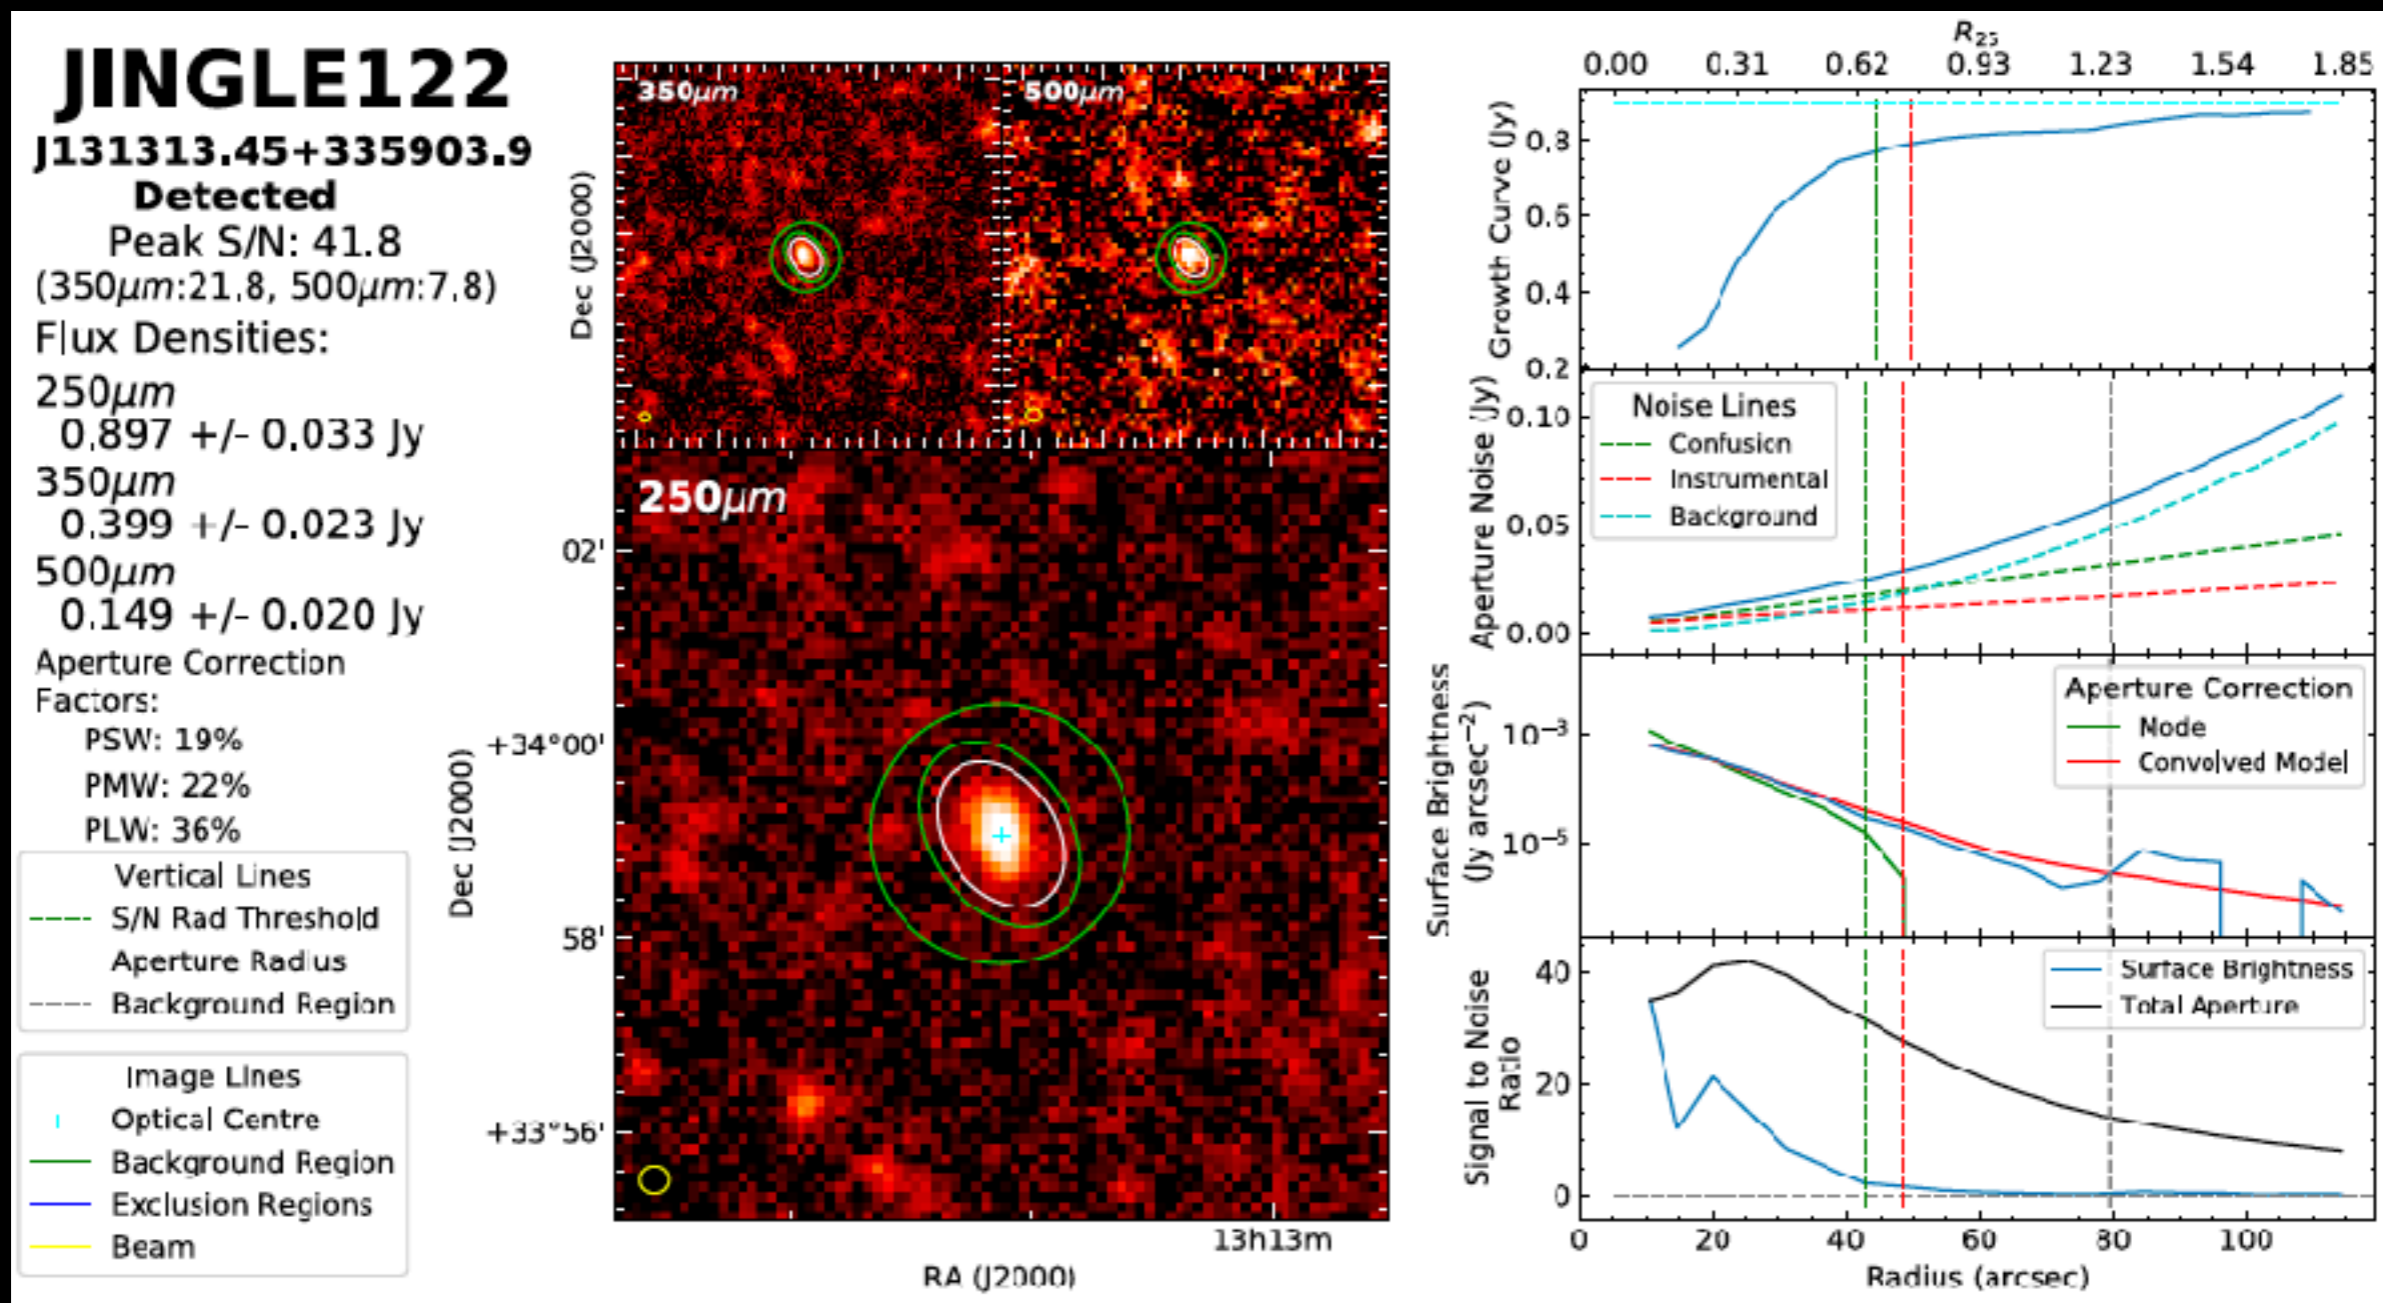 JINGLE122
J131313.45+335903.9
Detected
Peak S/N: 41.8
(350μm:21.8, 500μm:7.8)
Flux Densities:
250μm
0.897 +/- 0.033 Jy
350μm
0.399 +/- 0.023 Jy
500μm
0.149 +/- 0.020 Jy
Aperture Correction
Factors:
PSW: 19%
PMW: 22%
PLW: 36%
Vertical Lines
S/N Rad Threshold
Aperture Radius
Background Region
Image Lines
Optical Centre
Background Region
Exclusion Regions
Beam
350μm
500μm
Dec (J2000)
250μm
02'
+34°00'
58'
+33°56'
Dec (J2000)
13h13m
RA (J2000)
R25
0.00 0.31 0.62 0.93 1.23 1.54 1.85
Growth Curve (Jy)
0.8
0.6
0.4
0.2
Aperture Noise (Jy)
0.10
0.05
0.00
Noise Lines
Confusion
Instrumental
Background
Surface Brightness
(Jy arcsec⁻²)
10⁻³
10⁻⁵
Aperture Correction
Node
Convolved Model
Signal to Noise
Ratio
40
20
0
Surface Brightness
Total Aperture
0 20 40 60 80 100
Radius (arcsec)